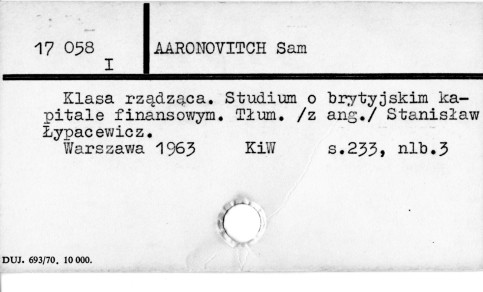 17 058
I
AARONOVITCH Sam
Klasa rządząca. Studium o brytyjskim ka-
pitale finansowym. Tłum. /z ang./ Stanisław
Łypacewicz.
Warszawa 1963 KiW s.233, nlb.3
DUJ. 693/70. 10 000.